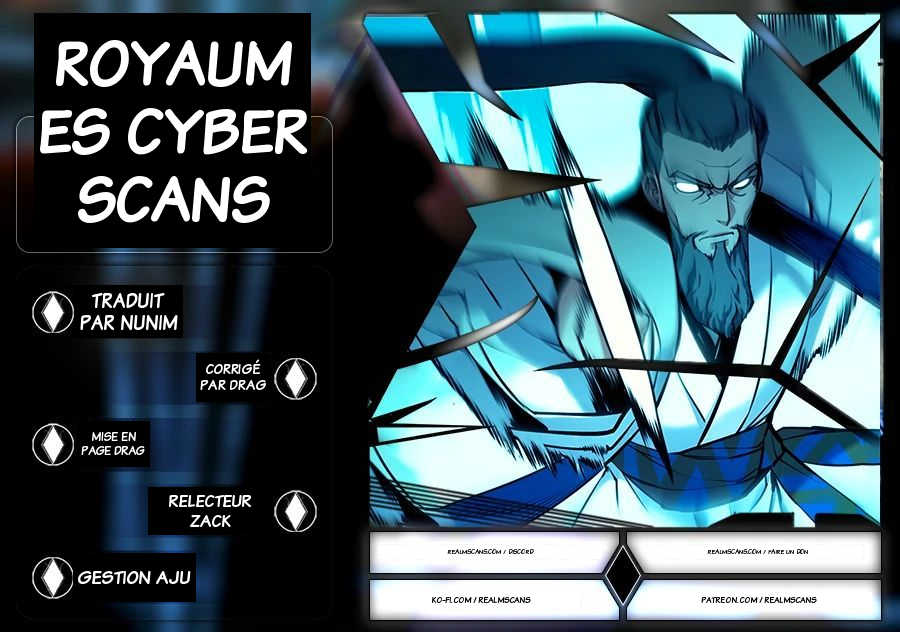 ROYAUM
ES CYBER
SCANS
TRADUIT
PAR NUNIM
CORRIGÉ
PAR DRAG
MISE EN
PAGE DRAG
RELECTEUR
ZACK
GESTION AJU
REALMSCANS.COM / DISCORD
REALMSCANS.COM / FAIRE UN DON
KO-FI.COM / REALMSCANS
PATREON.COM / REALMSCANS